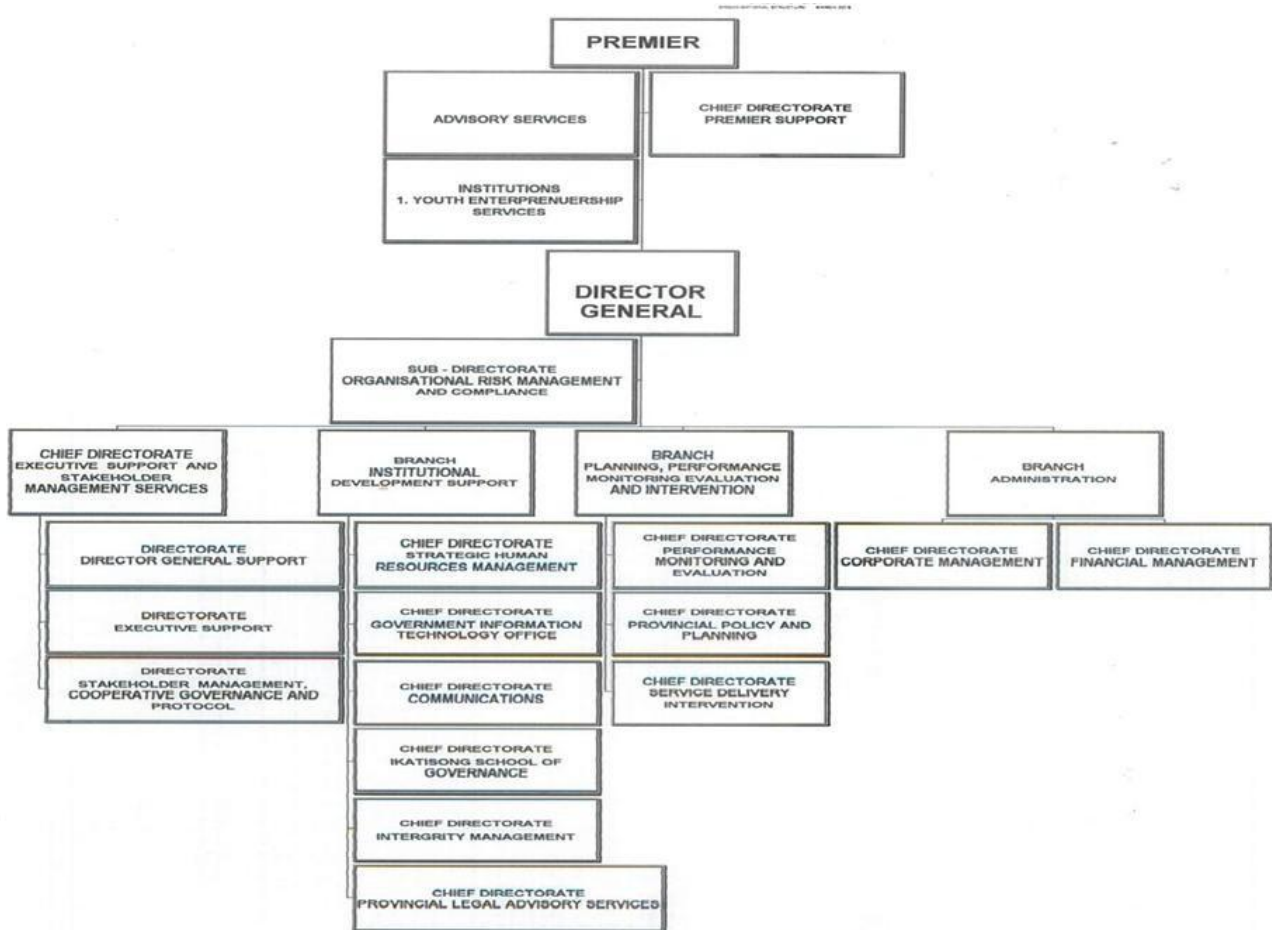 PREMIER
ADVISORY SERVICES
CHIEF DIRECTORATE
PREMIER SUPPORT
INSTITUTIONS
1. YOUTH ENTERPRENUERSHIP
SERVICES
DIRECTOR
GENERAL
SUB - DIRECTORATE
ORGANISATIONAL RISK MANAGEMENT
AND COMPLIANCE
CHIEF DIRECTORATE
EXECUTIVE SUPPORT AND
STAKEHOLDER
MANAGEMENT SERVICES
DIRECTORATE
DIRECTOR GENERAL SUPPORT
DIRECTORATE
EXECUTIVE SUPPORT
DIRECTORATE
STAKEHOLDER MANAGEMENT,
COOPERATIVE GOVERNANCE AND
PROTOCOL
BRANCH
INSTITUTIONAL
DEVELOPMENT SUPPORT
CHIEF DIRECTORATE
STRATEGIC HUMAN
RESOURCES MANAGEMENT
CHIEF DIRECTORATE
GOVERNMENT INFORMATION
TECHNOLOGY OFFICE
CHIEF DIRECTORATE
COMMUNICATIONS
CHIEF DIRECTORATE
IKATISONG SCHOOL OF
GOVERNANCE
CHIEF DIRECTORATE
INTERGRITY MANAGEMENT
CHIEF DIRECTORATE
PROVINCIAL LEGAL ADVISORY SERVICES
BRANCH
PLANNING, PERFORMANCE
MONITORING EVALUATION
AND INTERVENTION
CHIEF DIRECTORATE
PERFORMANCE
MONITORING AND
EVALUATION
CHIEF DIRECTORATE
PROVINCIAL POLICY AND
PLANNING
CHIEF DIRECTORATE
SERVICE DELIVERY
INTERVENTION
BRANCH
ADMINISTRATION
CHIEF DIRECTORATE
CORPORATE MANAGEMENT
CHIEF DIRECTORATE
FINANCIAL MANAGEMENT